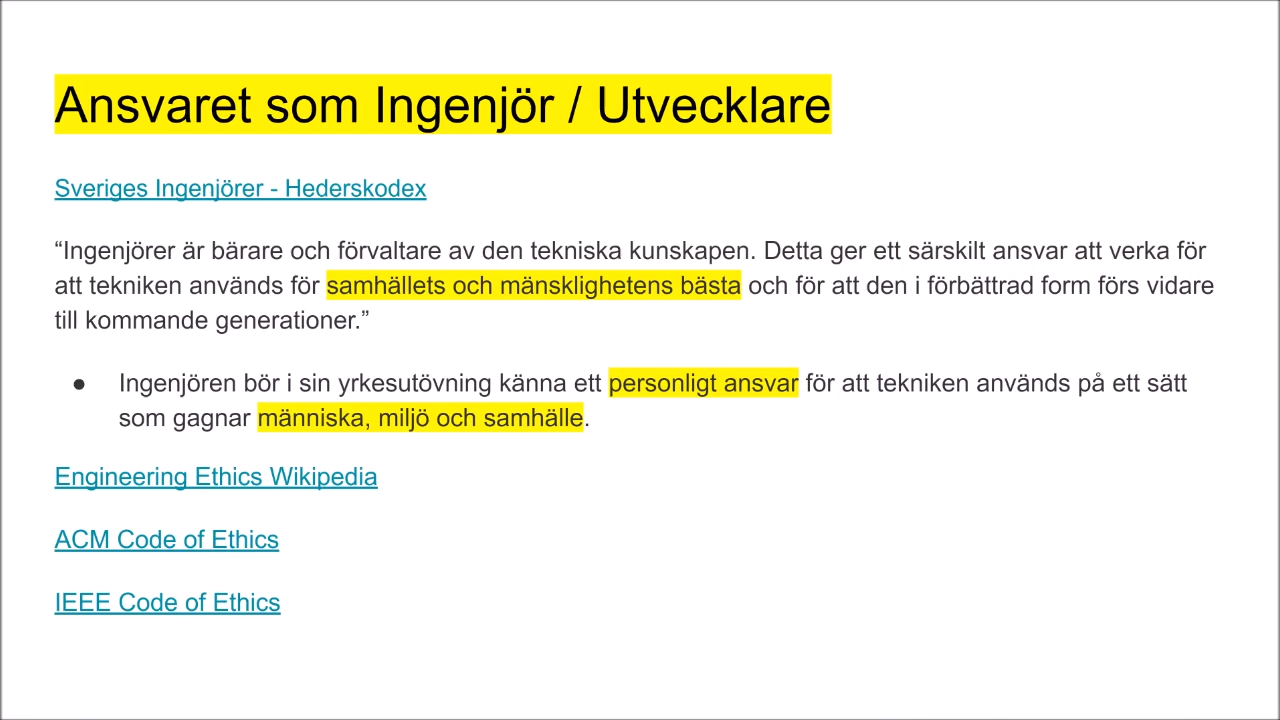 Ansvaret som Ingenjör / Utvecklare
Sveriges Ingenjörer - Hederskodex
“Ingenjörer är bärare och förvaltare av den tekniska kunskapen. Detta ger ett särskilt ansvar att verka för
att tekniken används för samhällets och mänsklighetens bästa och för att den i förbättrad form förs vidare
till kommande generationer.”
● Ingenjören bör i sin yrkesutövning känna ett personligt ansvar för att tekniken används på ett sätt
som gagnar människa, miljö och samhälle.
Engineering Ethics Wikipedia
ACM Code of Ethics
IEEE Code of Ethics